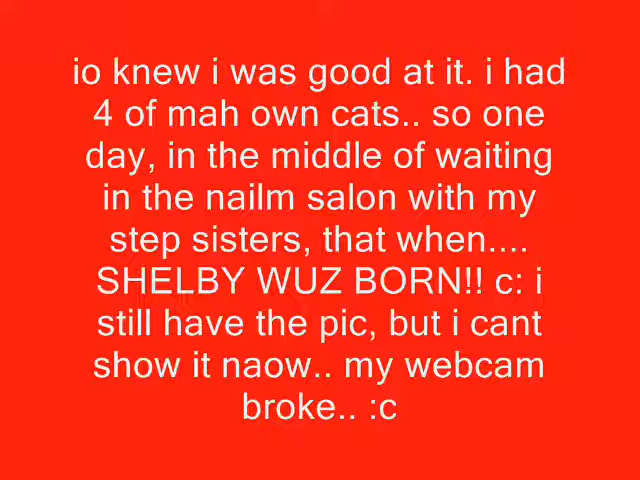 io knew i was good at it. i had
4 of mah own cats.. so one
day, in the middle of waiting
in the nailm salon with my
step sisters, that when....
SHELBY WUZ BORN!! c: i
still have the pic, but i cant
show it naow.. my webcam
broke.. :c